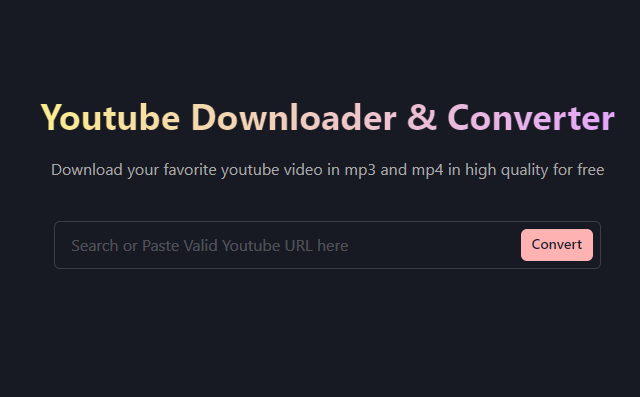 Youtube Downloader & Converter
Download your favorite youtube video in mp3 and mp4 in high quality for free
Search or Paste Valid Youtube URL here
Convert